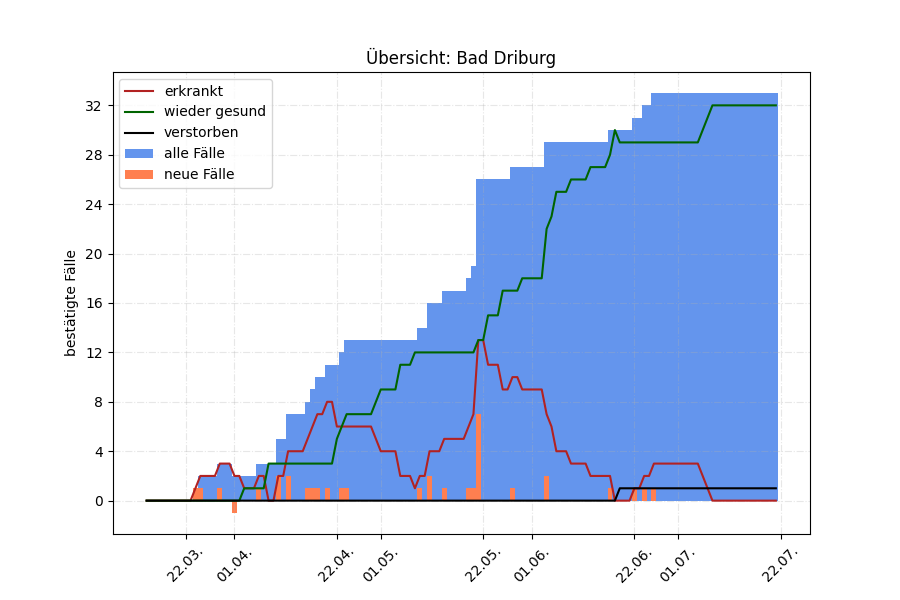 Übersicht: Bad Driburg
erkrankt
wieder gesund
verstorben
alle Fälle
neue Fälle
bestätigte Fälle
32
28
24
20
16
12
8
4
0
22.03.
01.04.
22.04.
01.05.
22.05.
01.06.
22.06.
01.07.
22.07.